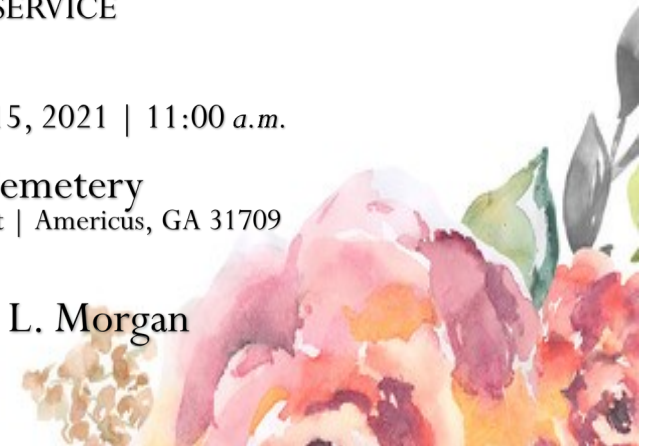 SERVICE
5, 2021 | 11:00 a.m.
emetery
t | Americus, GA 31709
L. Morgan